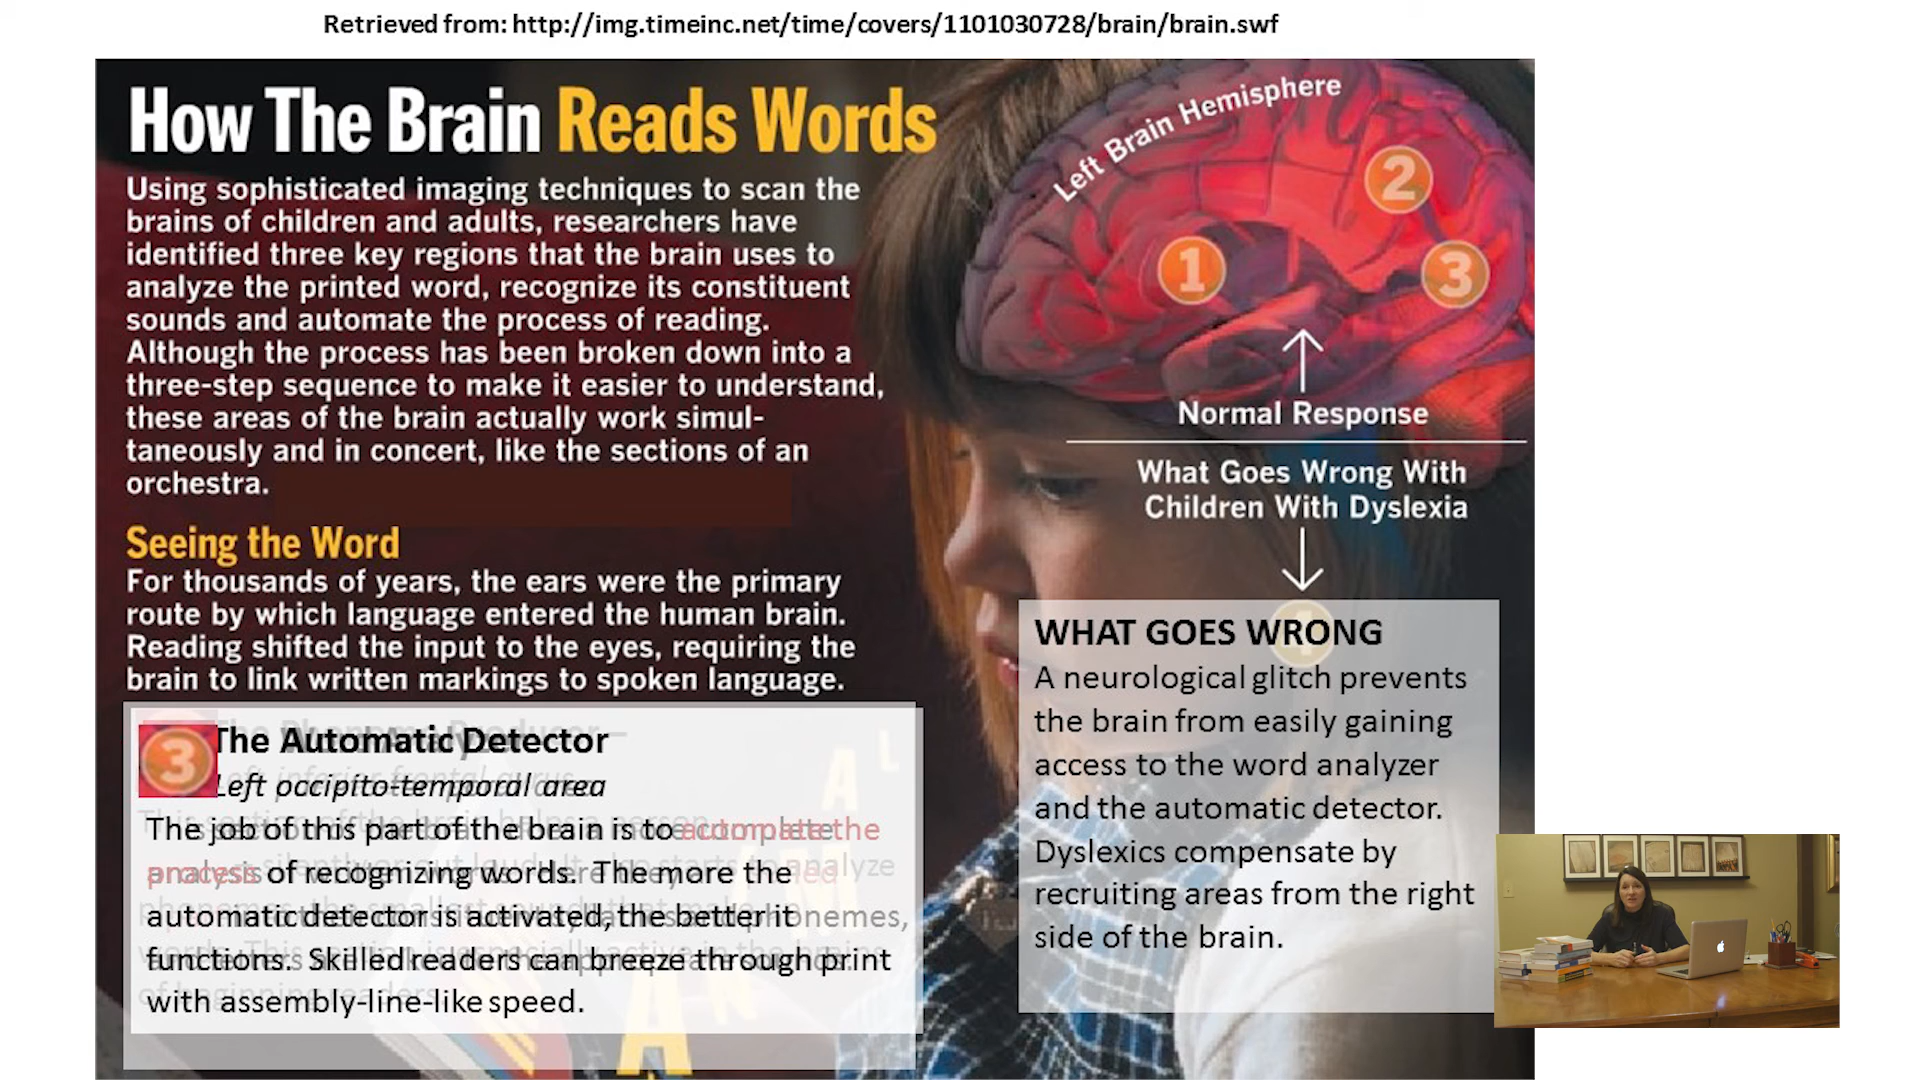 Retrieved from: http://img.timeinc.net/time/covers/1101030728/brain/brain.swf
How The Brain Reads Words
Using sophisticated imaging techniques to scan the
brains of children and adults, researchers have
identified three key regions that the brain uses to
analyze the printed word, recognize its constituent
sounds and automate the process of reading.
Although the process has been broken down into a
three-step sequence to make it easier to understand,
these areas of the brain actually work simul-
taneously and in concert, like the sections of an
orchestra.
Seeing the Word
For thousands of years, the ears were the primary
route by which language entered the human brain.
Reading shifted the input to the eyes, requiring the
brain to link written markings to spoken language.
3 The Automatic Detector
Left occipito-temporal area
The job of this part of the brain is to automate the
process of recognizing words. The more the
automatic detector is activated, the better it
functions. Skilled readers can breeze through print
with assembly-line-like speed.
Left Brain Hemisphere
2
1
3
Normal Response
What Goes Wrong With
Children With Dyslexia
4
WHAT GOES WRONG
A neurological glitch prevents
the brain from easily gaining
access to the word analyzer
and the automatic detector.
Dyslexics compensate by
recruiting areas from the right
side of the brain.